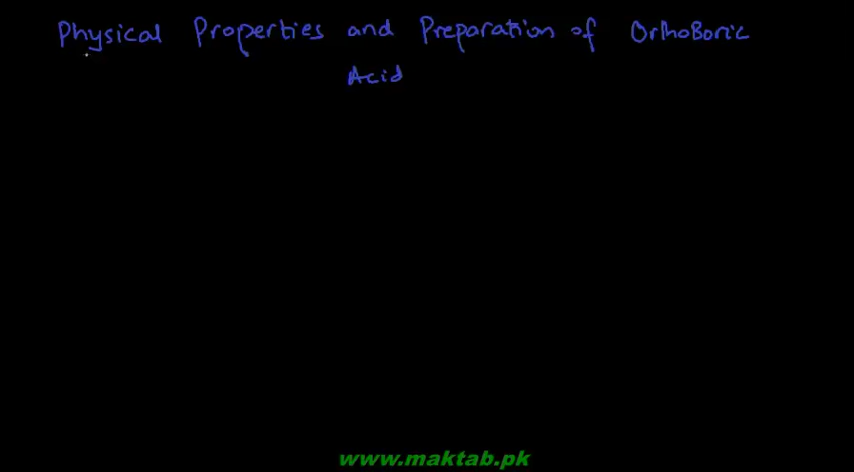 Physical Properties and Preparation of OrthoBoric
Acid
www.maktab.pk